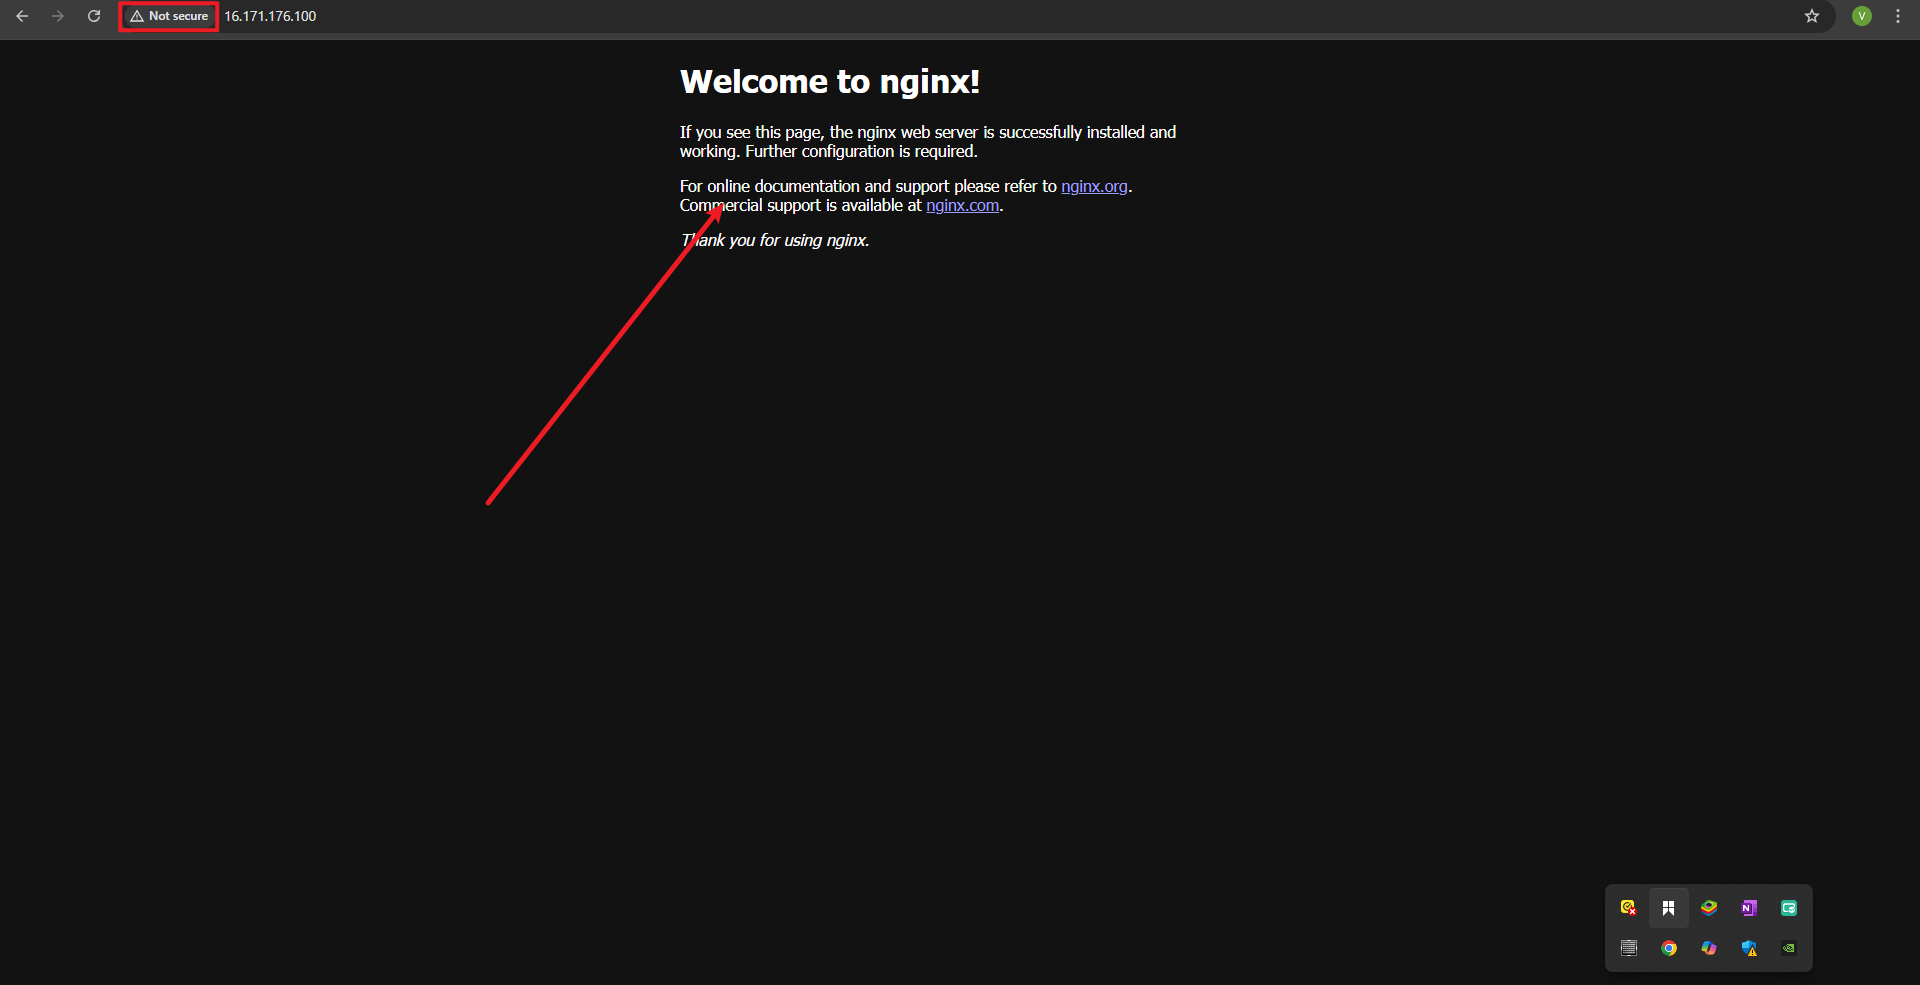 Not secure 16.171.176.100 V
Welcome to nginx!
If you see this page, the nginx web server is successfully installed and
working. Further configuration is required.
For online documentation and support please refer to nginx.org.
Commercial support is available at nginx.com.
Thank you for using nginx.
N